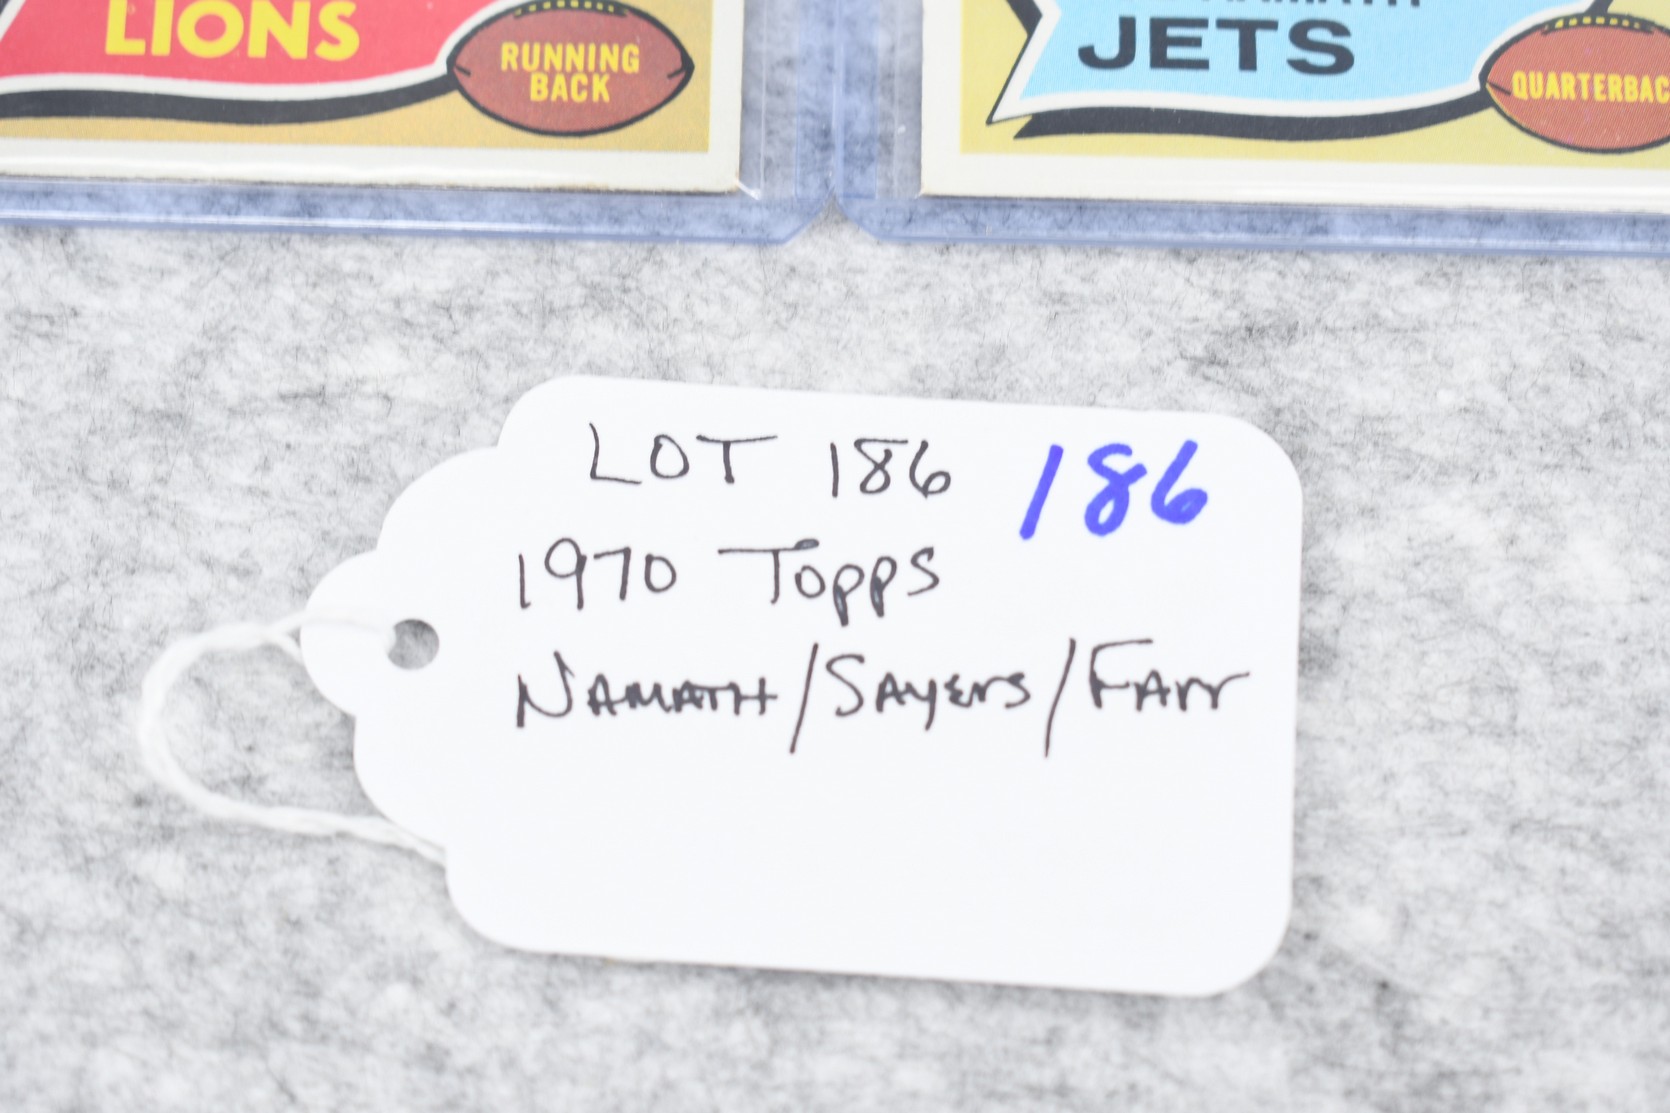 LIONS
RUNNING
BACK
JETS
QUARTERBAC
LOT 186 186
1970 Topps
NAMATH/SAYERS/FARR